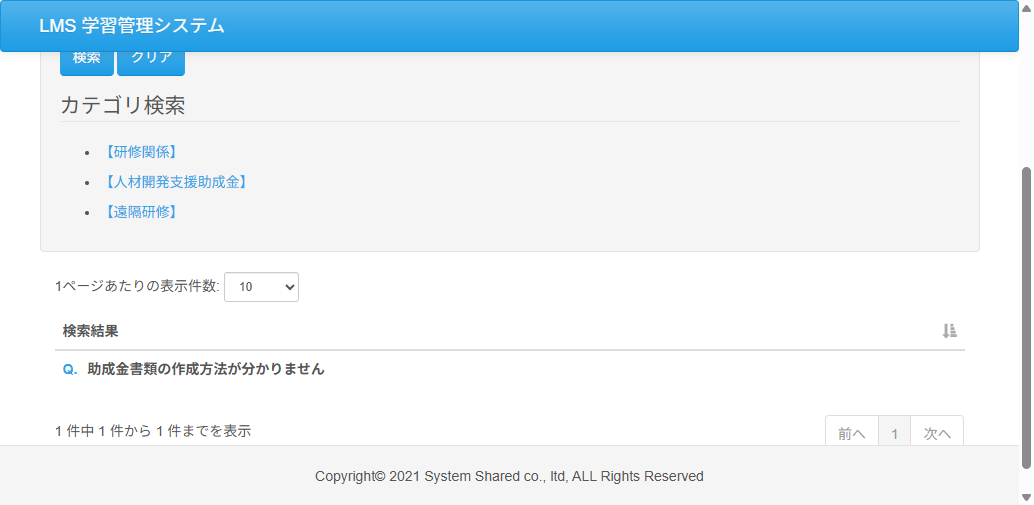 LMS 学習管理システム
検索 クリア
カテゴリ検索
【研修関係】
【人材開発支援助成金】
【遠隔研修】
1ページあたりの表示件数: 10
検索結果
Q. 助成金書類の作成方法が分かりません
1 件中 1 件から 1 件までを表示
前へ 1 次へ
Copyright© 2021 System Shared co., ltd, ALL Rights Reserved